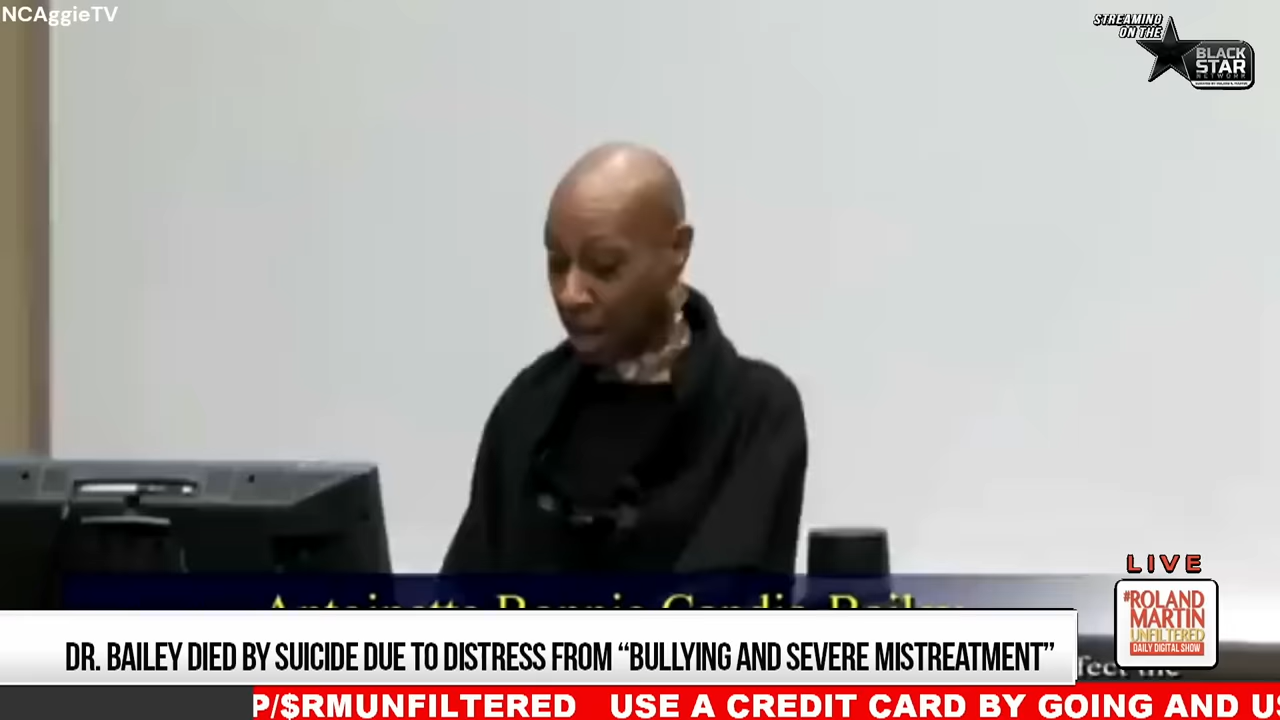 NCAggieTV
STREAMING
ON THE
BLACK
STAR
NETWORK
LIVE
#ROLAND
MARTIN
UNFILTERED
DAILY DIGITAL SHOW
DR. BAILEY DIED BY SUICIDE DUE TO DISTRESS FROM “BULLYING AND SEVERE MISTREATMENT”
P/$RMUNFILTERED USE A CREDIT CARD BY GOING AND US